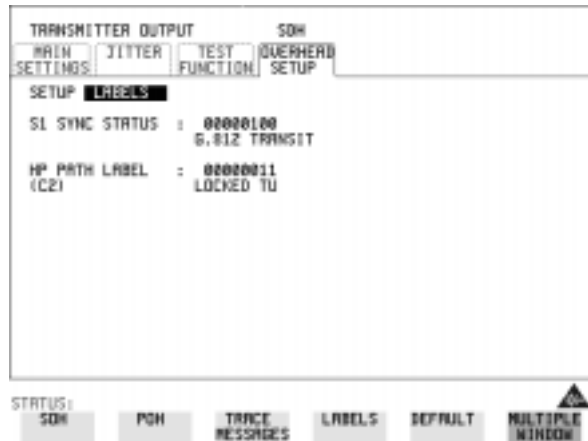 TRANSMITTER OUTPUT SDH
MAIN SETTINGS JITTER TEST FUNCTION OVERHEAD SETUP
SETUP LABELS
S1 SYNC STATUS : 00000100
G.812 TRANSIT
HP PATH LABEL : 00000011
(C2) LOCKED TU
STATUS:
SOH POH TRACE MESSAGES LABELS DEFAULT MULTIPLE WINDOW